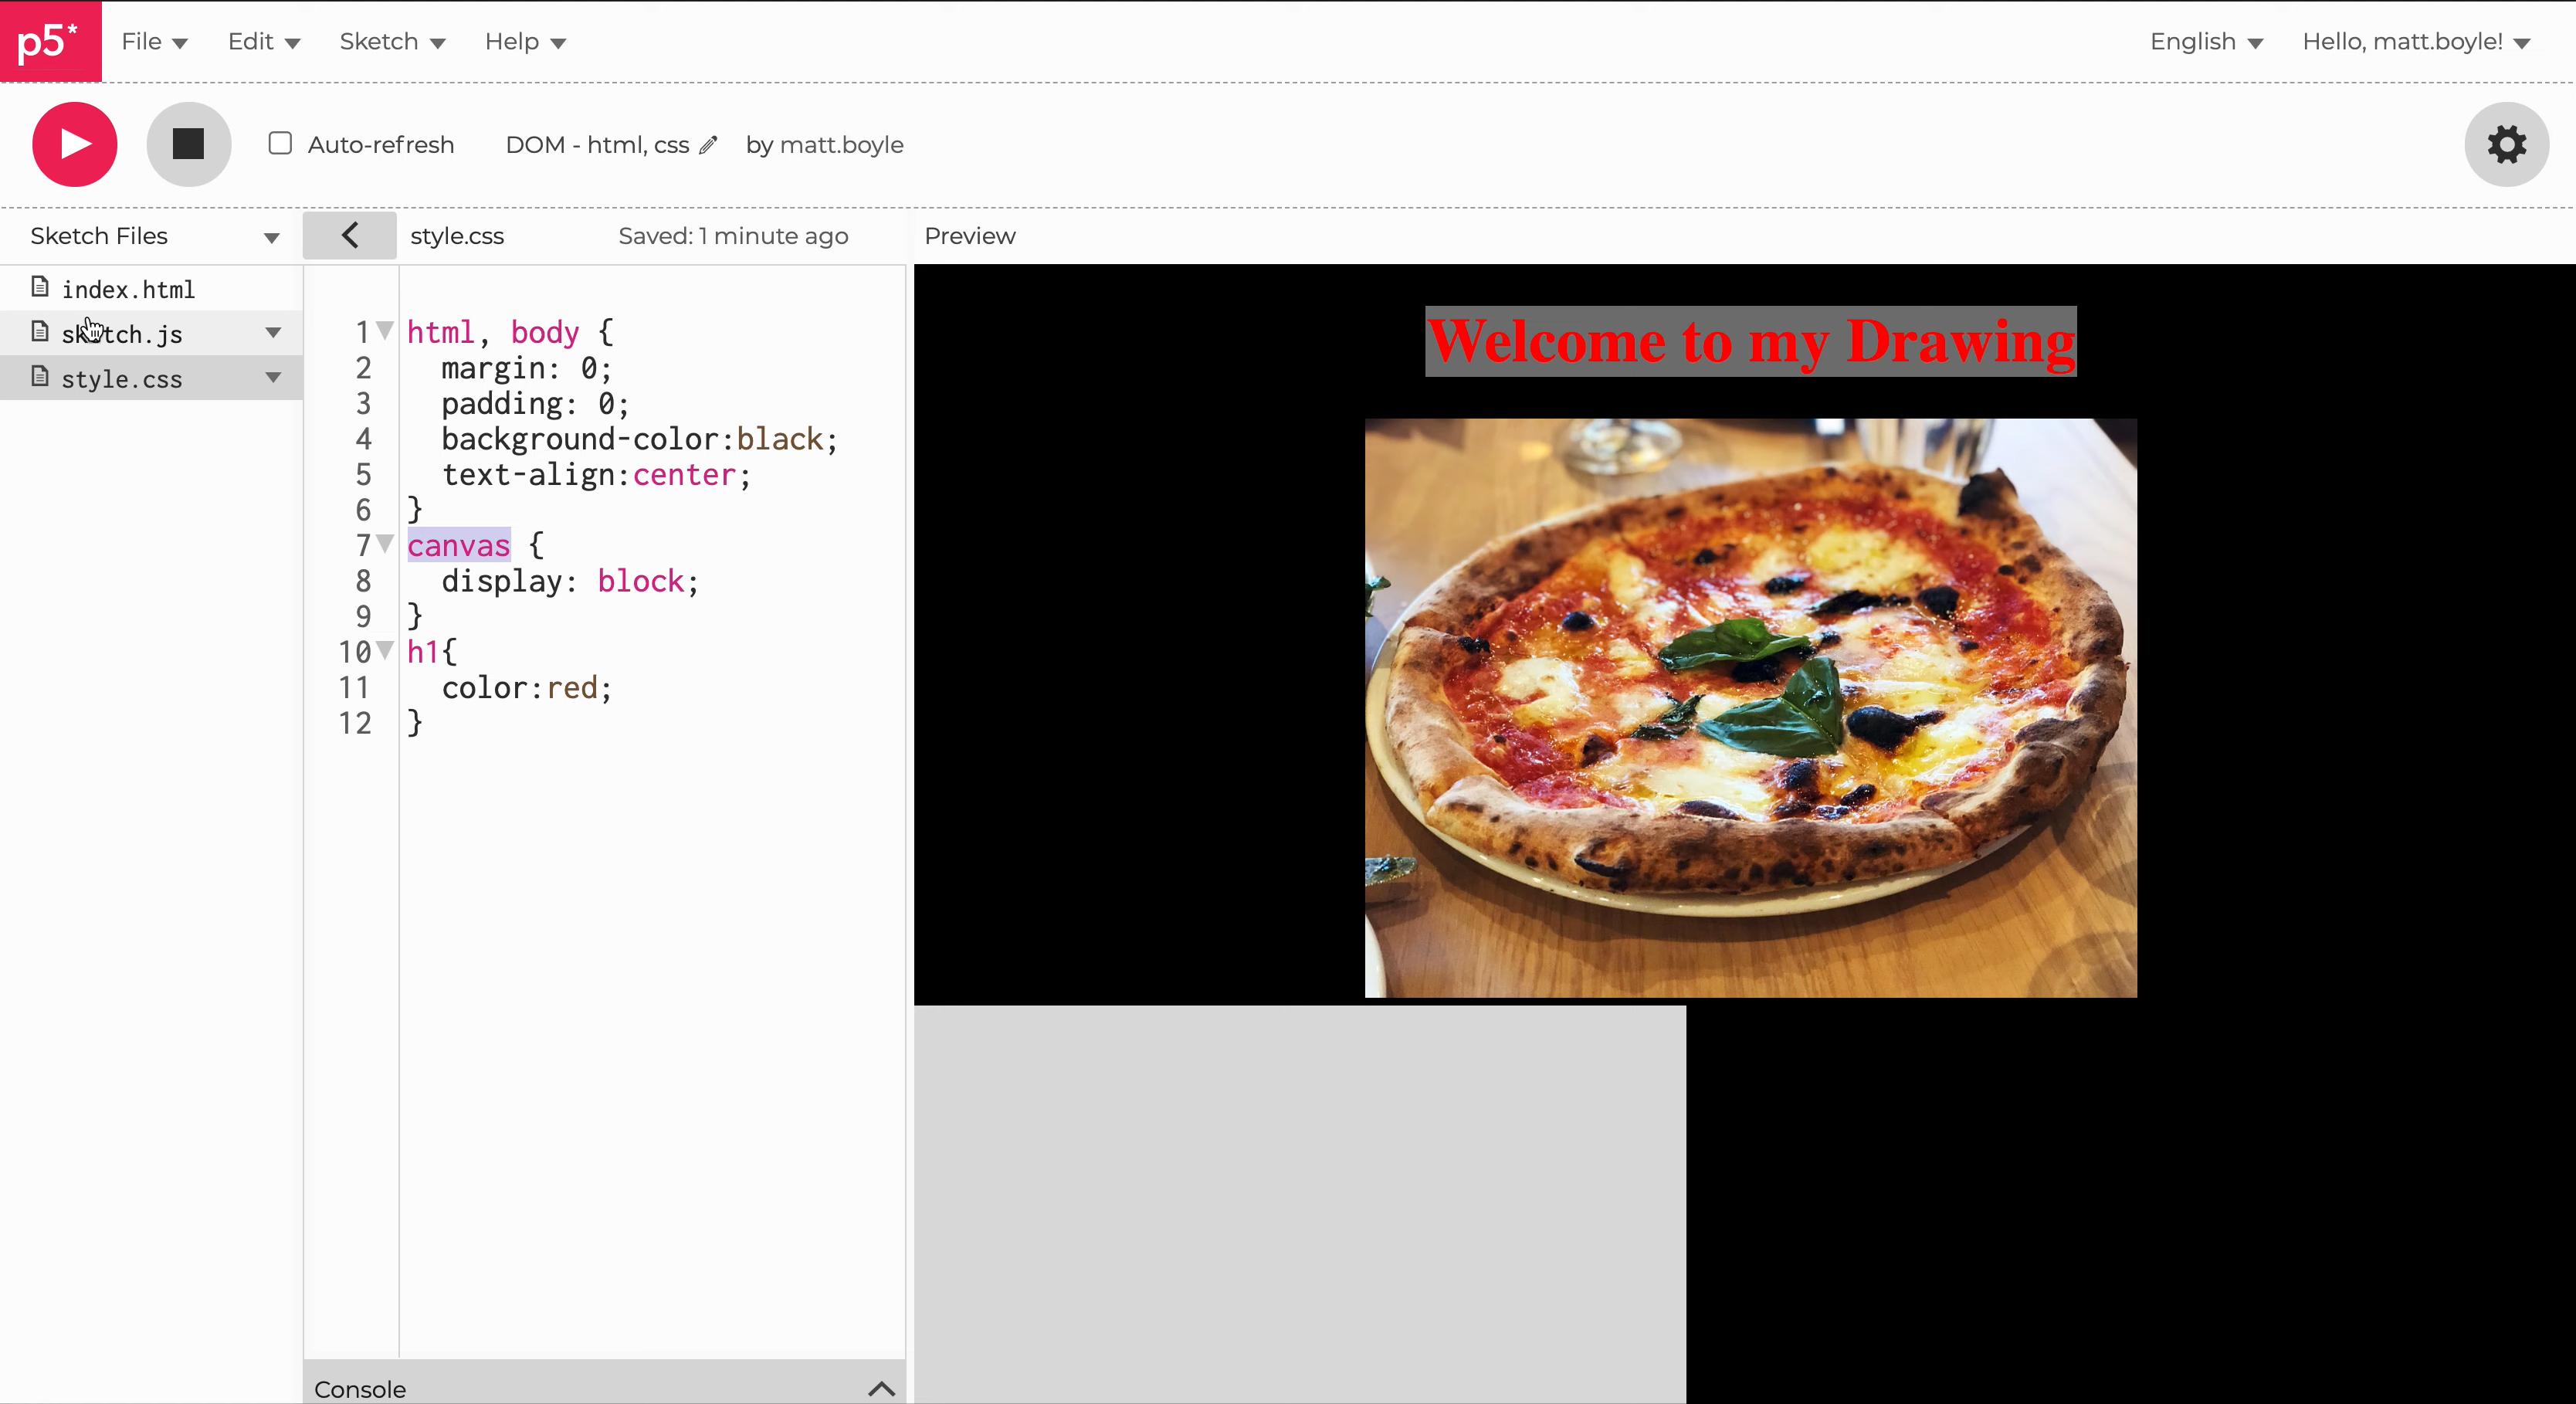 p5* File Edit Sketch Help English Hello, matt.boyle!
Auto-refresh DOM - html, css by matt.boyle
Sketch Files style.css Saved: 1 minute ago Preview
index.html
sketch.js
style.css
1 html, body {
2 margin: 0;
3 padding: 0;
4 background-color:black;
5 text-align:center;
6 }
7 canvas {
8 display: block;
9 }
10 h1{
11 color:red;
12 }
Welcome to my Drawing
Console